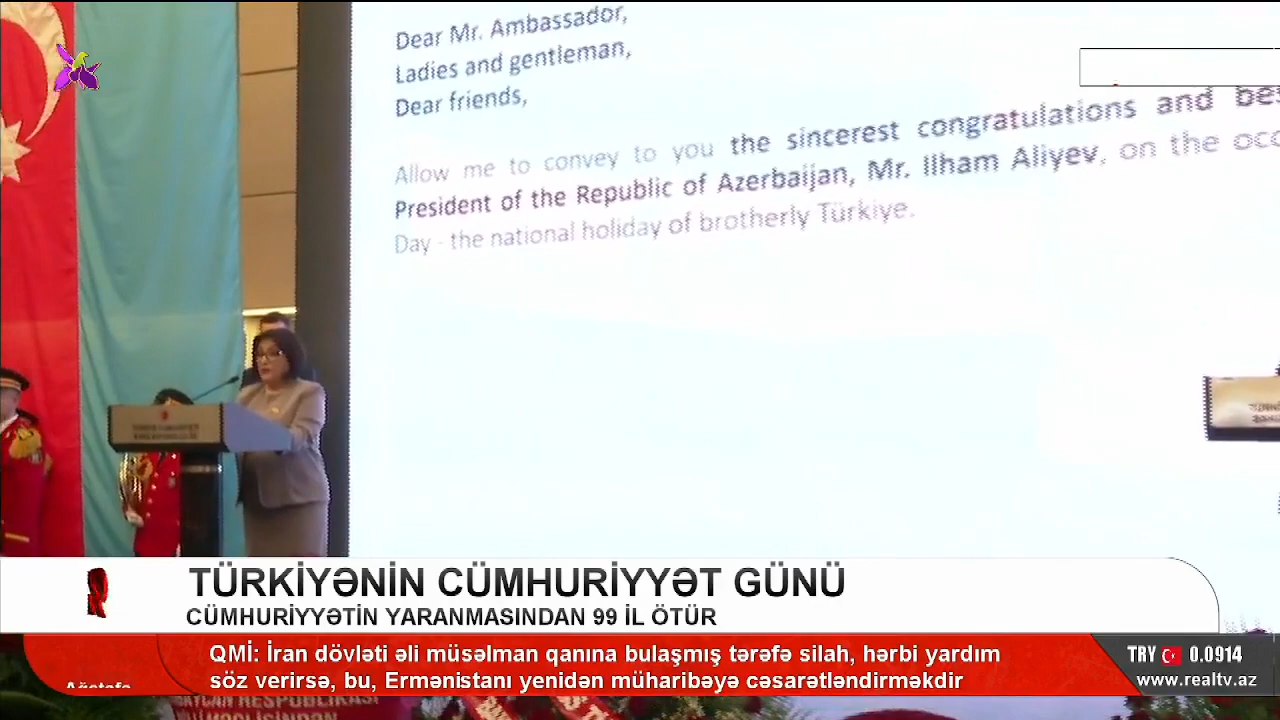 Dear Mr. Ambassador,
Ladies and gentleman,
Dear friends,
Allow me to convey to you the sincerest congratulations and
President of the Republic of Azerbaijan, Mr. Ilham Aliyev, on the
Day - the national holiday of brotherly Türkiye.
TÜRKİYƏNİN CÜMHURİYYƏT GÜNÜ
CÜMHURİYYƏTİN YARANMASINDAN 99 İL ÖTÜR
QMİ: İran dövləti əli müsəlman qanına bulaşmış tərəfə silah, hərbi yardım
söz verirsə, bu, Ermənistanı yenidən müharibəyə cəsarətləndirməkdir
TRY 0.0914
www.realtv.az